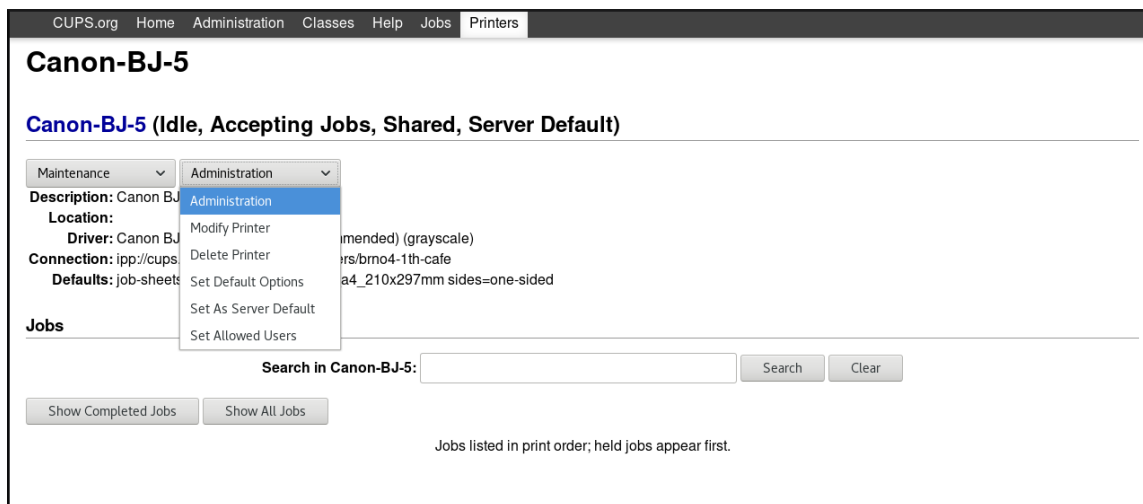 CUPS.org Home Administration Classes Help Jobs Printers
Canon-BJ-5
Canon-BJ-5 (Idle, Accepting Jobs, Shared, Server Default)
Maintenance Administration
Description: Canon BJ
Administration
Location:
Modify Printer
Driver: Canon BJ mmended) (grayscale)
Delete Printer
Connection: ipp://cups. ers/brno4-1th-cafe
Defaults: job-sheets a4_210x297mm sides=one-sided
Set Default Options
Set As Server Default
Set Allowed Users
Jobs
Search in Canon-BJ-5: Search Clear
Show Completed Jobs Show All Jobs
Jobs listed in print order; held jobs appear first.